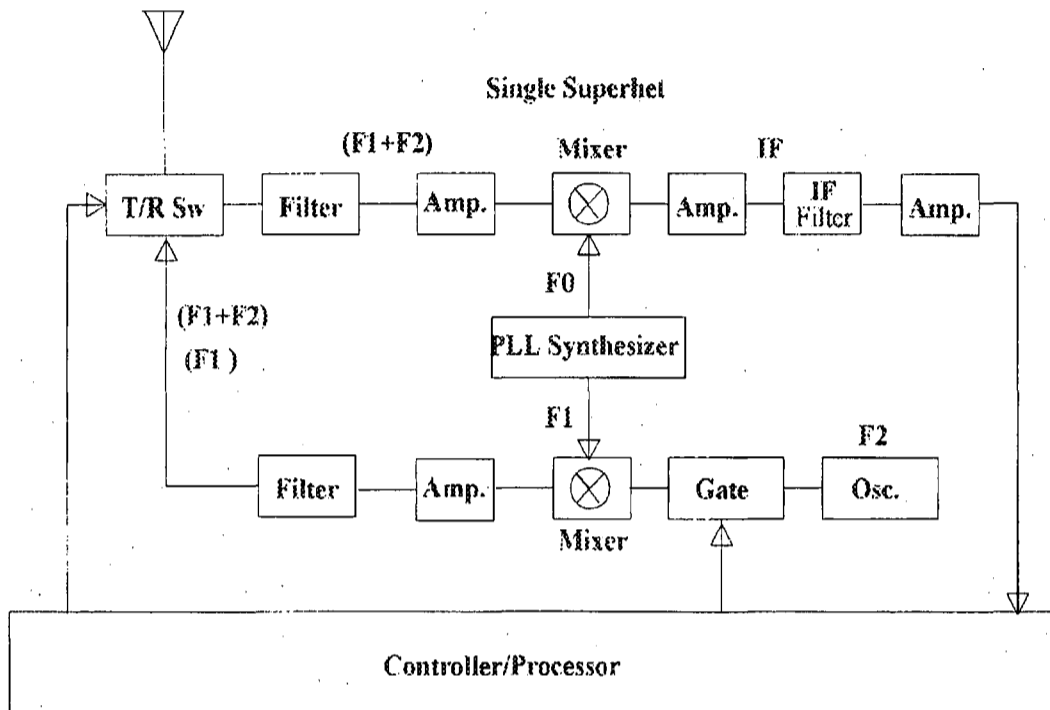 Single Superhet
(F1+F2)
Mixer
IF
T/R Sw
Filter
Amp.
Amp.
IF
Filter
Amp.
F0
(F1+F2)
(F1 )
PLL Synthesizer
F1
F2
Filter
Amp.
Gate
Osc.
Mixer
Controller/Processor